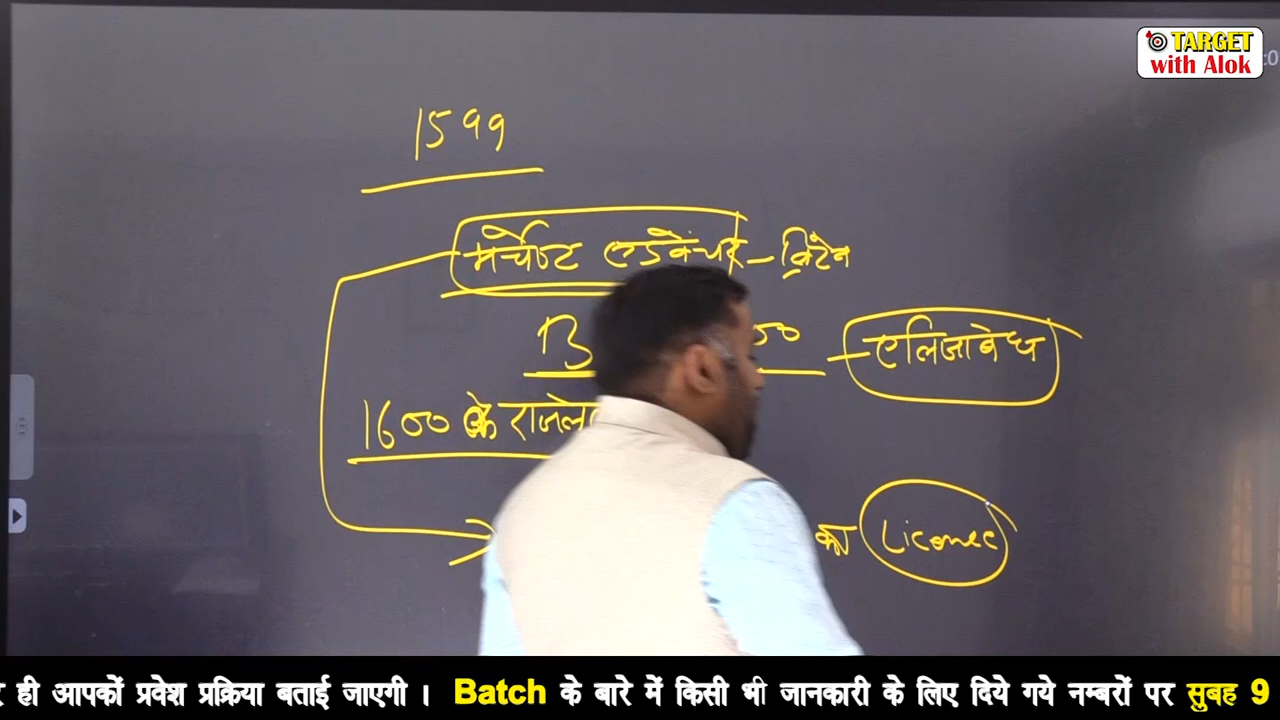 TARGET
with Alok
1599
मर्चेण्ट एडवेंचर – ब्रिटेन
एलिजाबेथ
1600 के
का Licence
र ही आपकों प्रवेश प्रक्रिया बताई जाएगी । Batch के बारे में किसी भी जानकारी के लिए दिये गये नम्बरों पर सुबह 9